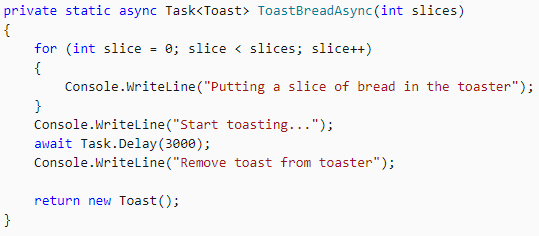 private static async Task<Toast> ToastBreadAsync(int slices)
{
    for (int slice = 0; slice < slices; slice++)
    {
        Console.WriteLine("Putting a slice of bread in the toaster");
    }
    Console.WriteLine("Start toasting...");
    await Task.Delay(3000);
    Console.WriteLine("Remove toast from toaster");

    return new Toast();
}